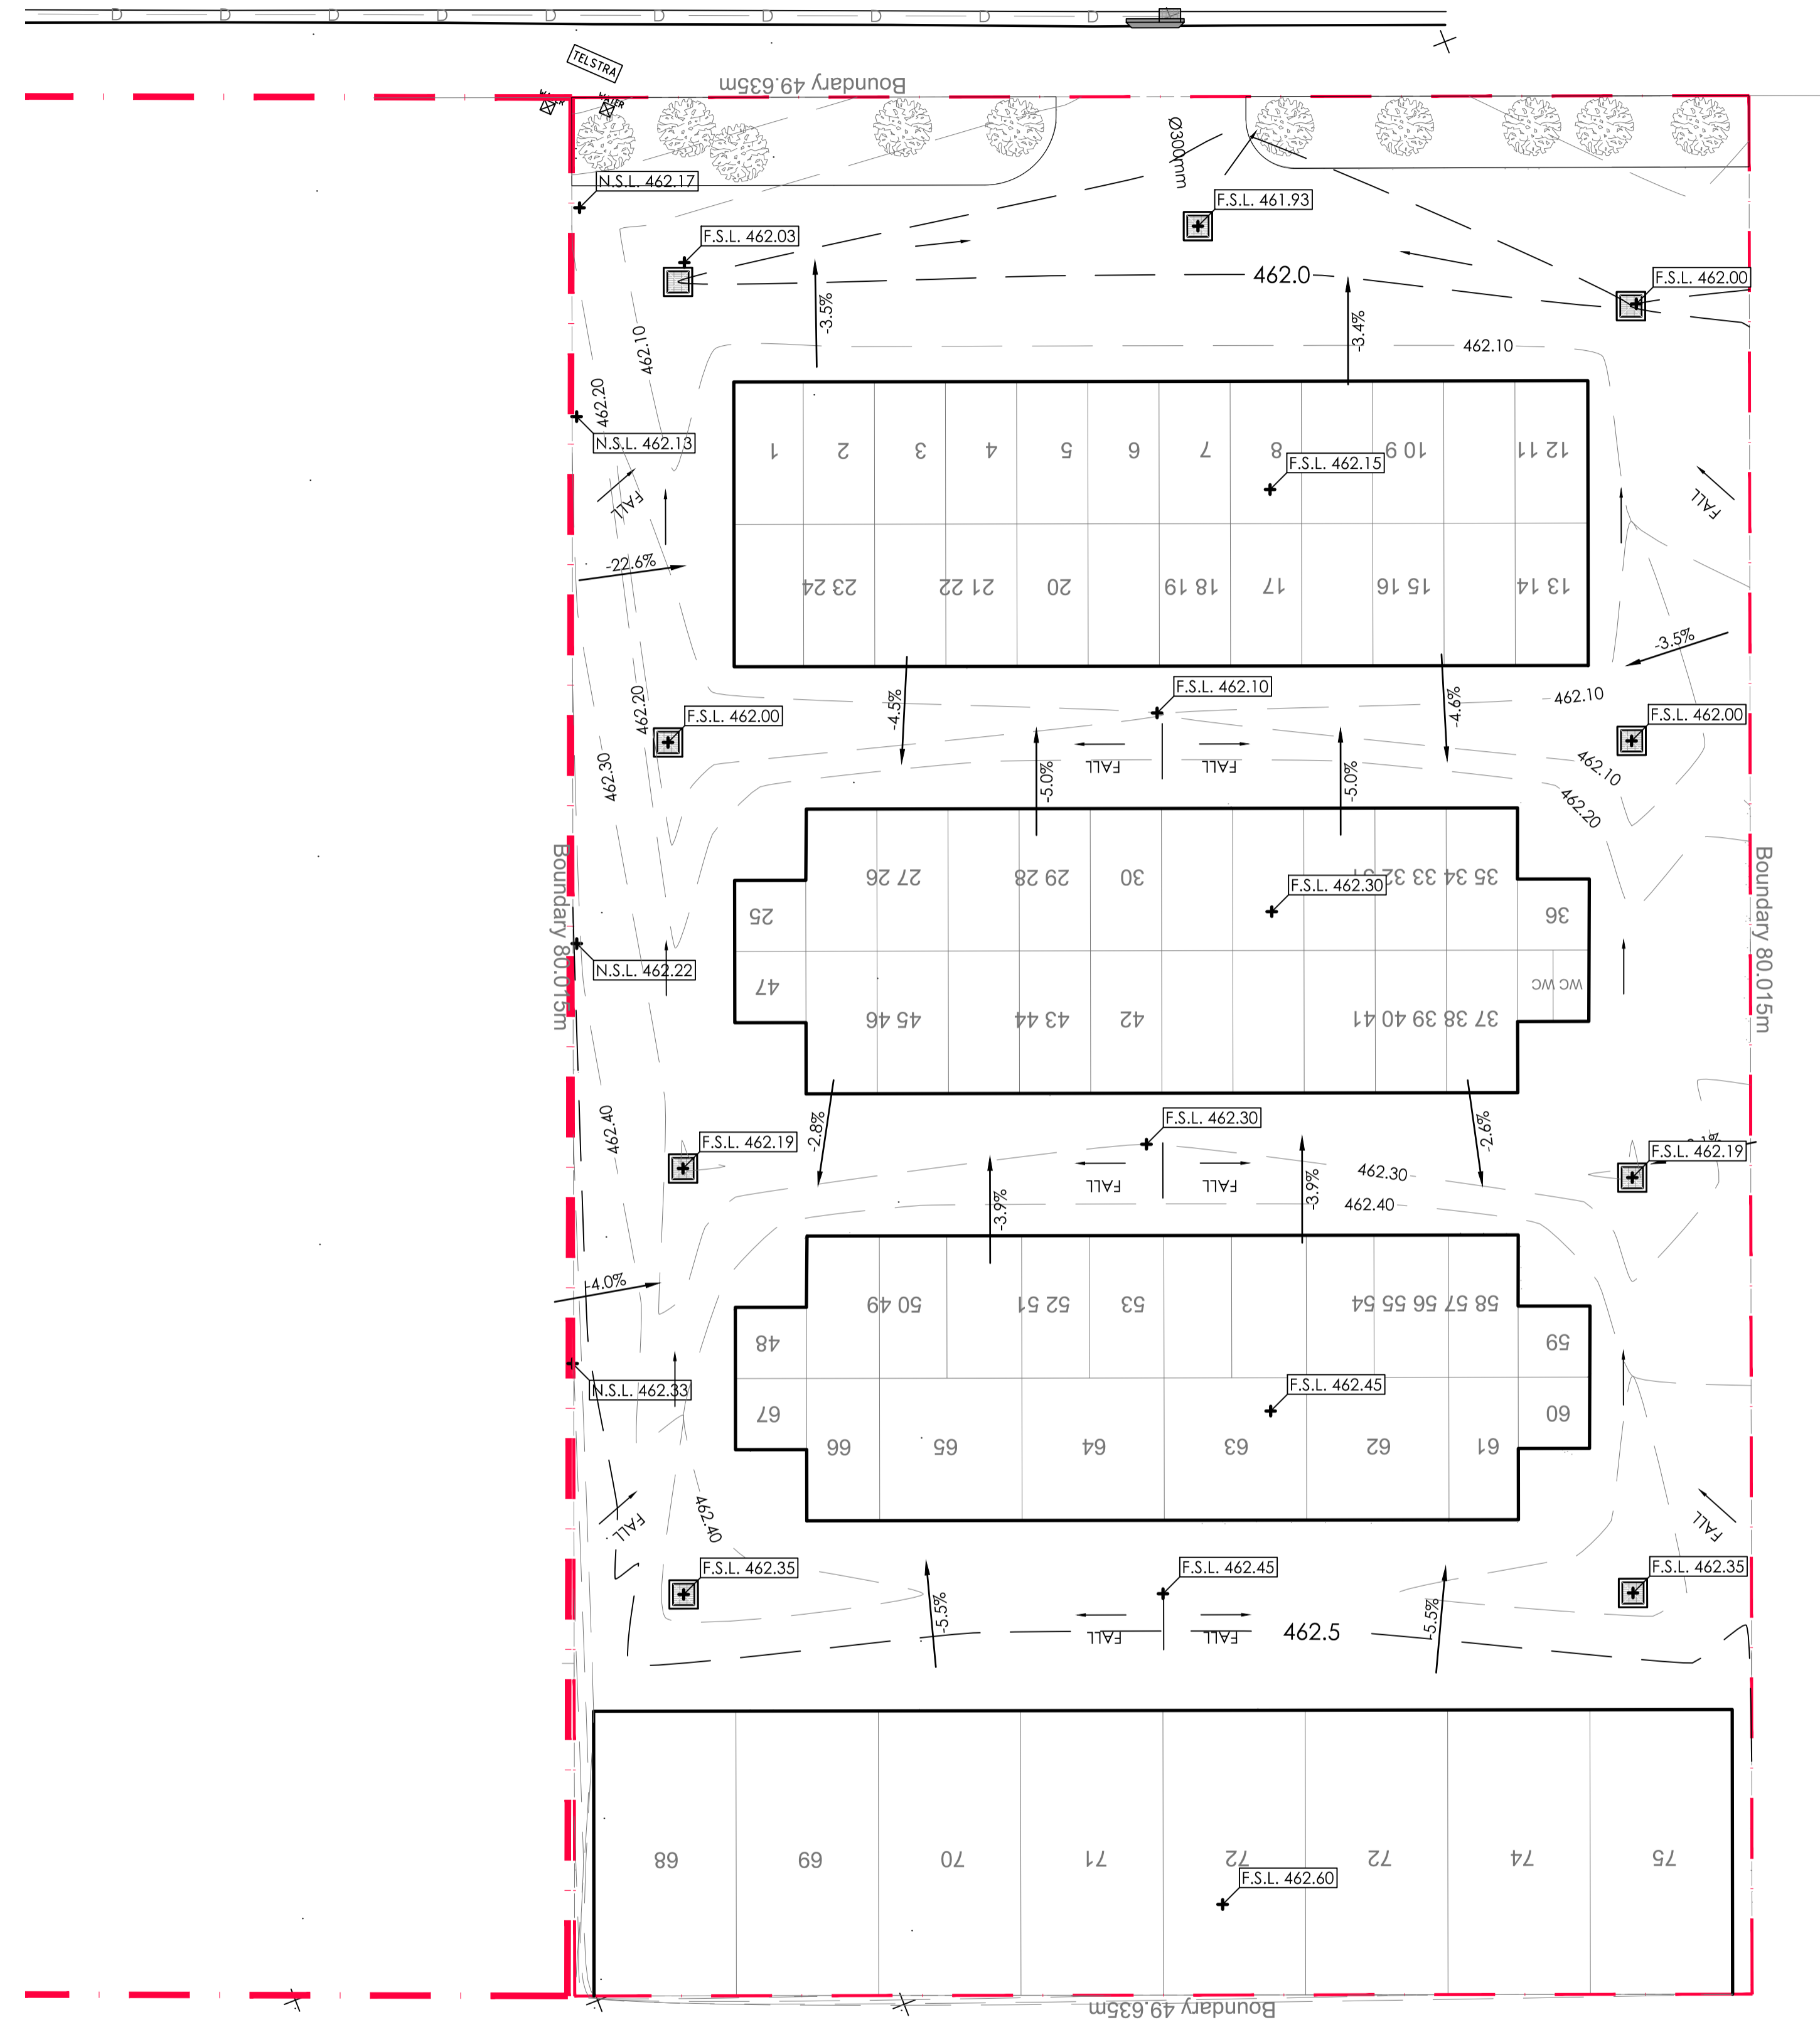 D D D D D D D D D D
TELSTRA
Boundary 49.635m
WATER
N.S.L. 462.17
Ø300mm
F.S.L. 461.93
F.S.L. 462.03
462.0
F.S.L. 462.00
-3.5%
-3.4%
462.10
462.10
462.20
N.S.L. 462.13
1 2 3 4 5 6 7 8 10 9 12 11
F.S.L. 462.15
FALL
FALL
-22.6%
23 24 21 22 20 18 19 17 15 16 13 14
-3.5%
462.20
F.S.L. 462.00
-4.5%
F.S.L. 462.10
-4.6%
462.10
F.S.L. 462.00
462.30
-5.0%
FALL FALL
-5.0%
462.10
462.20
Boundary 80.015m
Boundary 80.015m
27 26 29 28 30 35 34 33 32
F.S.L. 462.30
25
36
N.S.L. 462.22
47
WC WC
45 46 43 44 42 37 38 39 40 41
462.40
-2.8%
F.S.L. 462.30
-2.6%
F.S.L. 462.19
F.S.L. 462.19
FALL FALL
462.30
-3.9%
-3.9%
462.40
-4.0%
50 49 52 51 53 58 57 56 55 54
48
59
N.S.L. 462.33
F.S.L. 462.45
67
60
66 65 64 63 62 61
462.40
FALL
FALL
F.S.L. 462.35
F.S.L. 462.45
F.S.L. 462.35
-5.5%
FALL FALL
462.5
-5.5%
68 69 70 71 72 72 74 75
F.S.L. 462.60
Boundary 49.635m